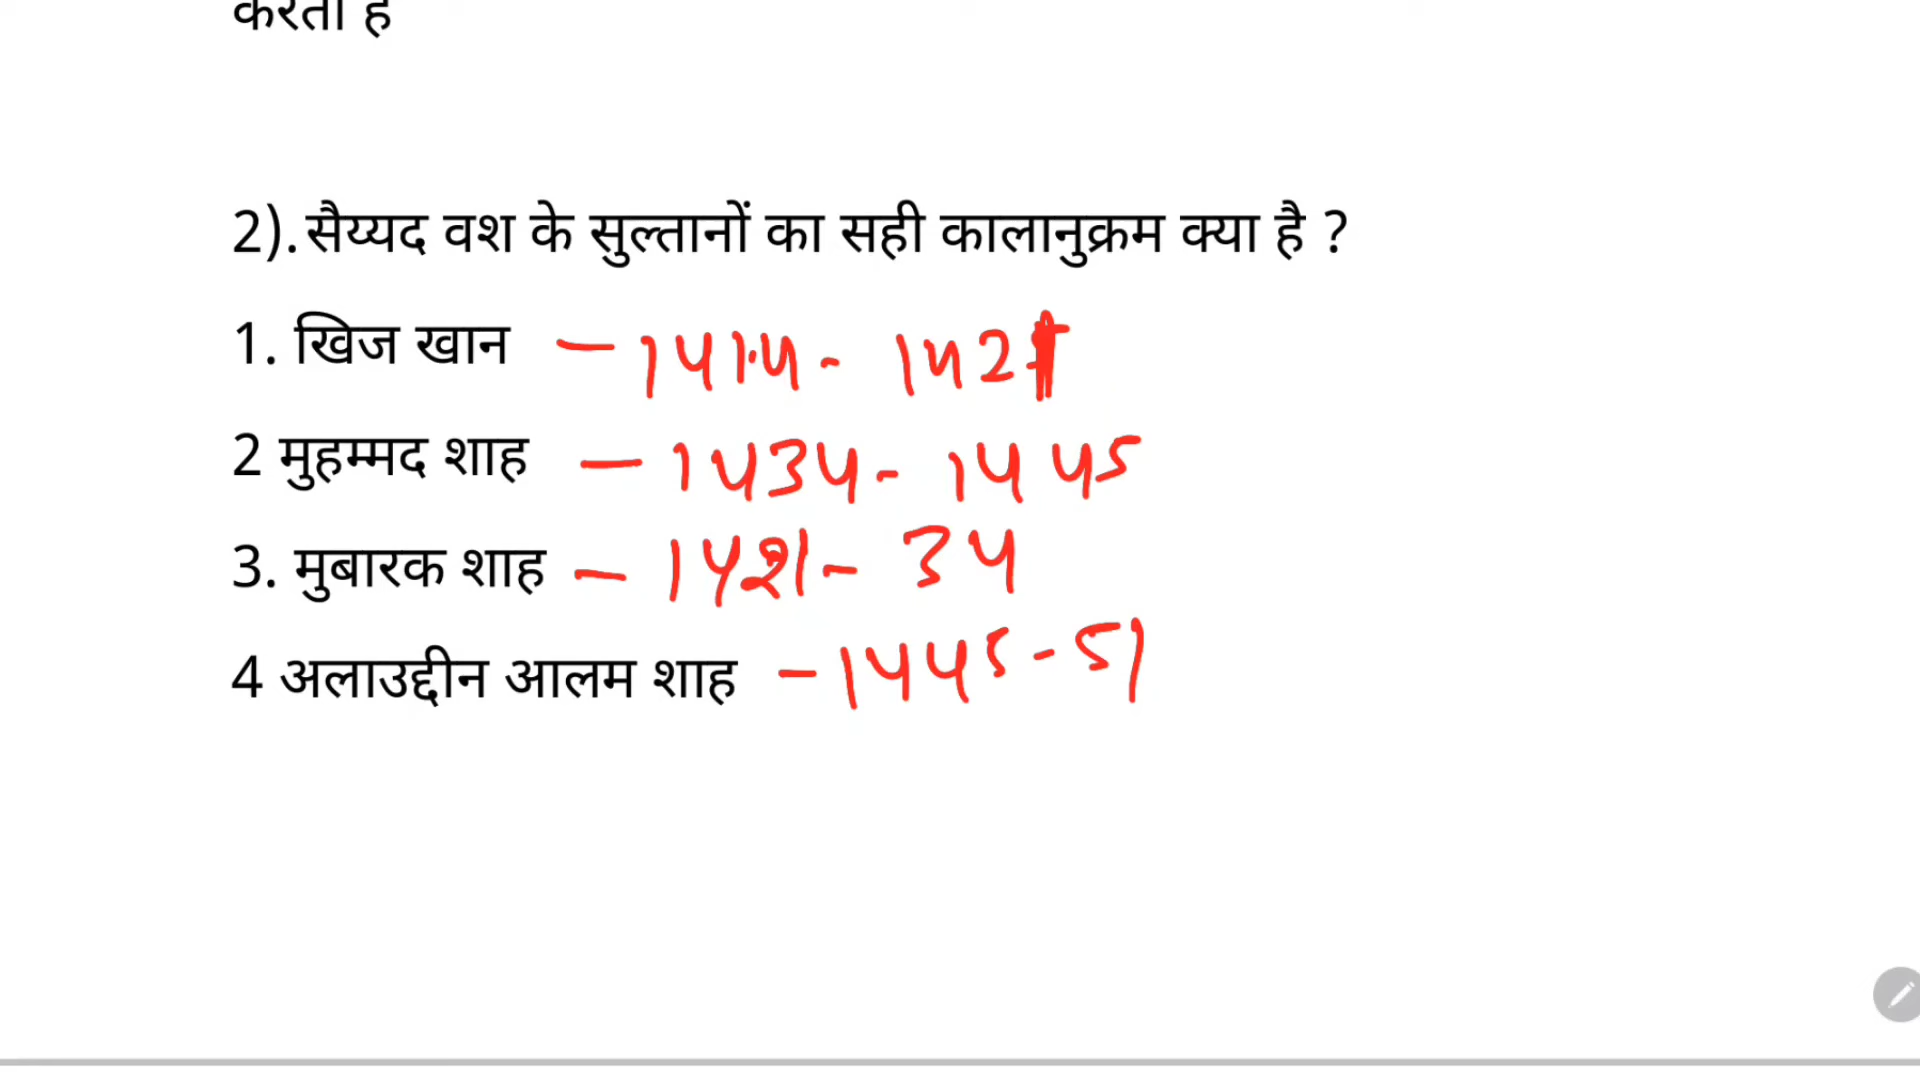 करता है
2). सैय्यद वश के सुल्तानों का सही कालानुक्रम क्या है ?
1. खिज खान – 1414 - 1421
2 मुहम्मद शाह – 1434 - 1445
3. मुबारक शाह – 1421 - 34
4 अलाउद्दीन आलम शाह – 1445 - 51